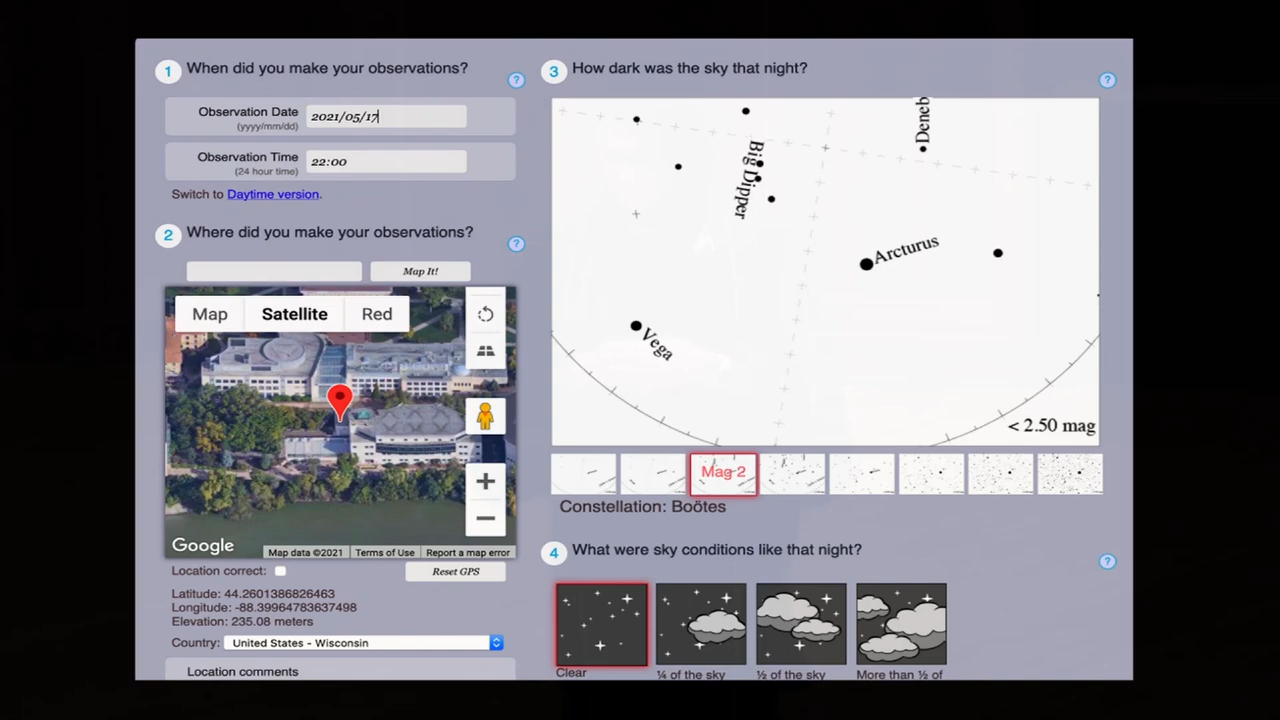 1 When did you make your observations?
?
Observation Date
(yyyy/mm/dd)
2021/05/17
Observation Time
(24 hour time)
22:00
Switch to Daytime version.
2 Where did you make your observations?
?
Map It!
Map Satellite Red
Google
Map data ©2021 Terms of Use Report a map error
Location correct:
Reset GPS
Latitude: 44.2601386826463
Longitude: -88.39964783637498
Elevation: 235.08 meters
Country: United States - Wisconsin
Location comments
3 How dark was the sky that night?
?
Deneb
Big Dipper
Arcturus
Vega
< 2.50 mag
Mag 2
Constellation: Boötes
4 What were sky conditions like that night?
?
Clear
¼ of the sky
½ of the sky
More than ½ of